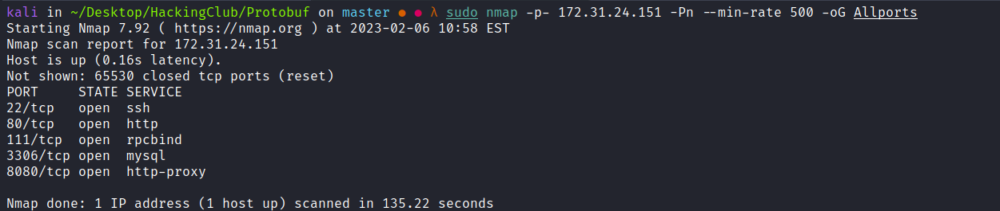 kali in ~/Desktop/HackingClub/Protobuf on master ● ● λ sudo nmap -p- 172.31.24.151 -Pn --min-rate 500 -oG Allports
Starting Nmap 7.92 ( https://nmap.org ) at 2023-02-06 10:58 EST
Nmap scan report for 172.31.24.151
Host is up (0.16s latency).
Not shown: 65530 closed tcp ports (reset)
PORT     STATE SERVICE
22/tcp   open  ssh
80/tcp   open  http
111/tcp  open  rpcbind
3306/tcp open  mysql
8080/tcp open  http-proxy
Nmap done: 1 IP address (1 host up) scanned in 135.22 seconds